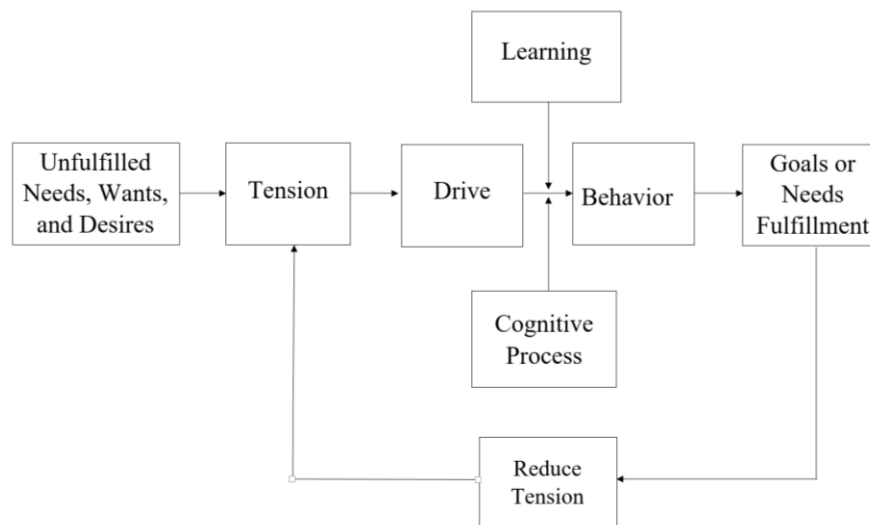 Learning
Unfulfilled
Needs, Wants,
and Desires
Tension
Drive
Behavior
Goals or
Needs
Fulfillment
Cognitive
Process
Reduce
Tension